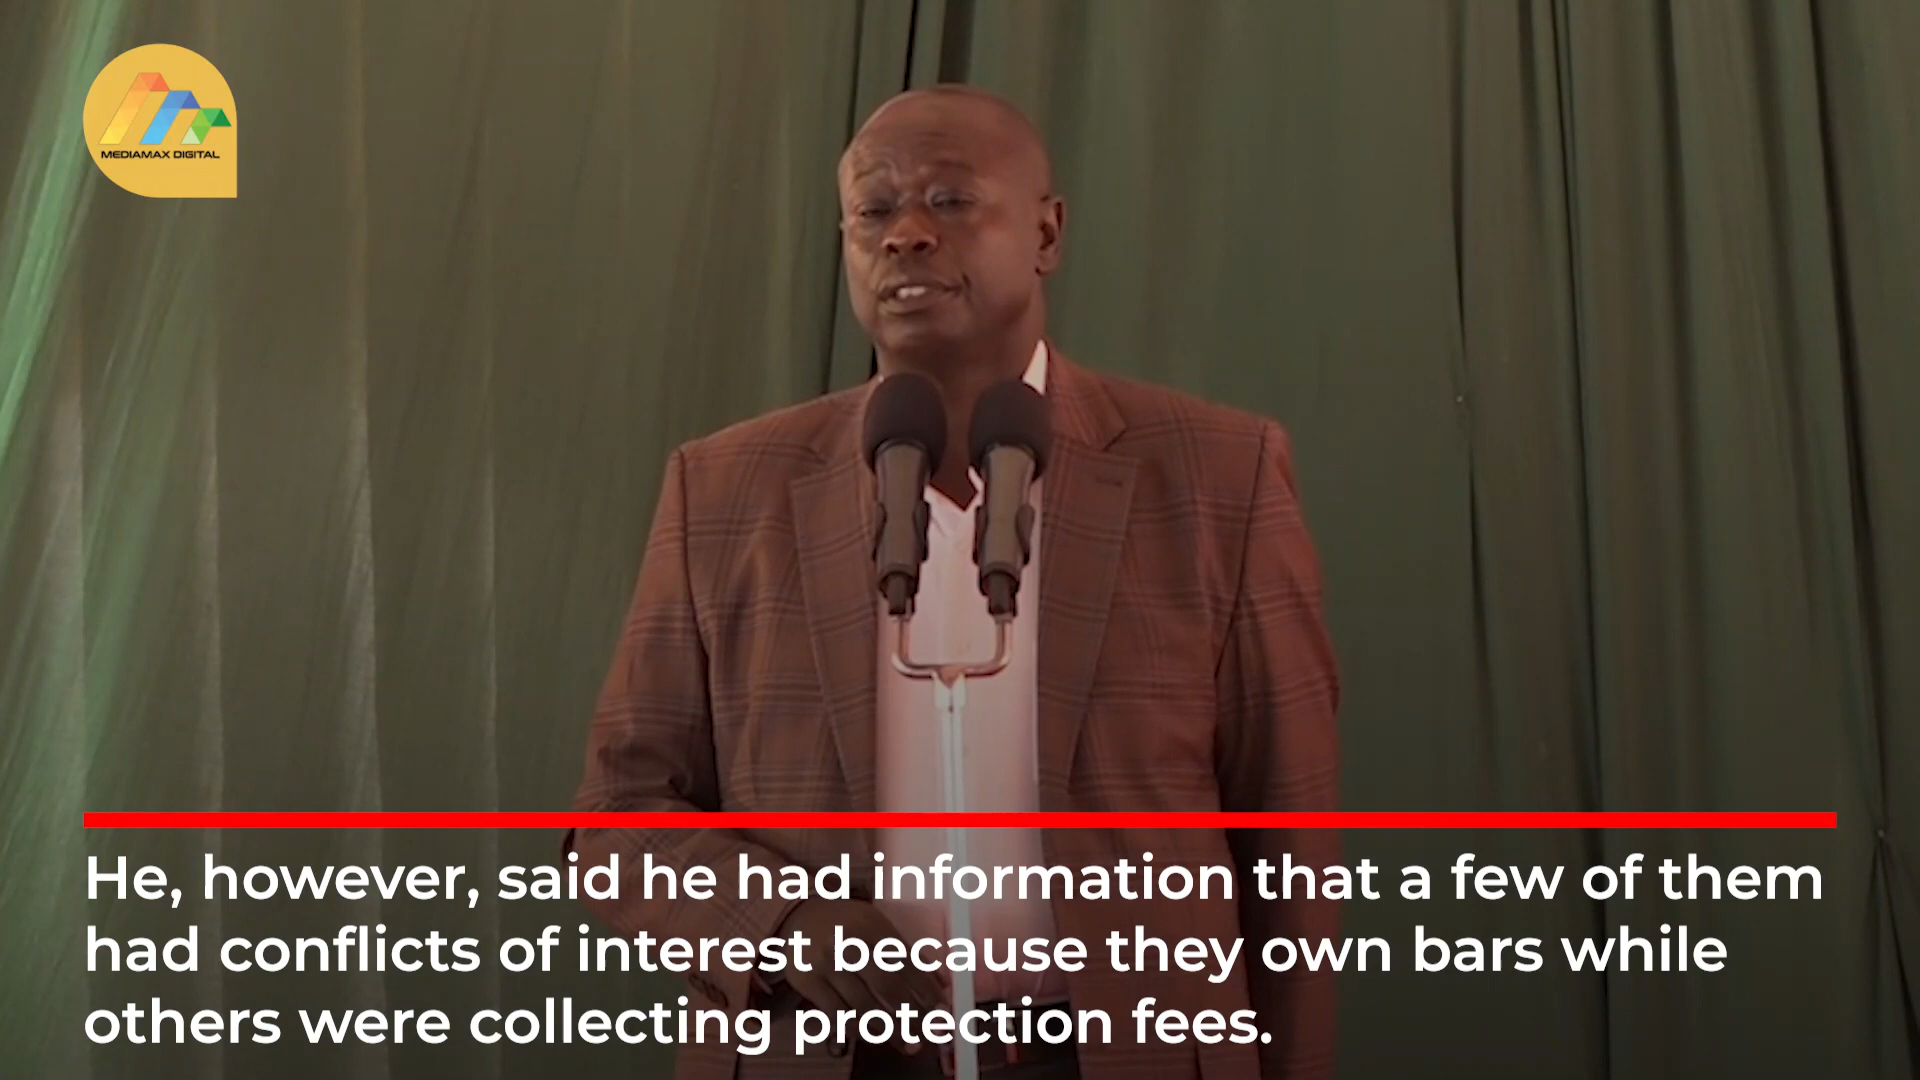 MEDIAMAX DIGITAL
He, however, said he had information that a few of them
had conflicts of interest because they own bars while
others were collecting protection fees.